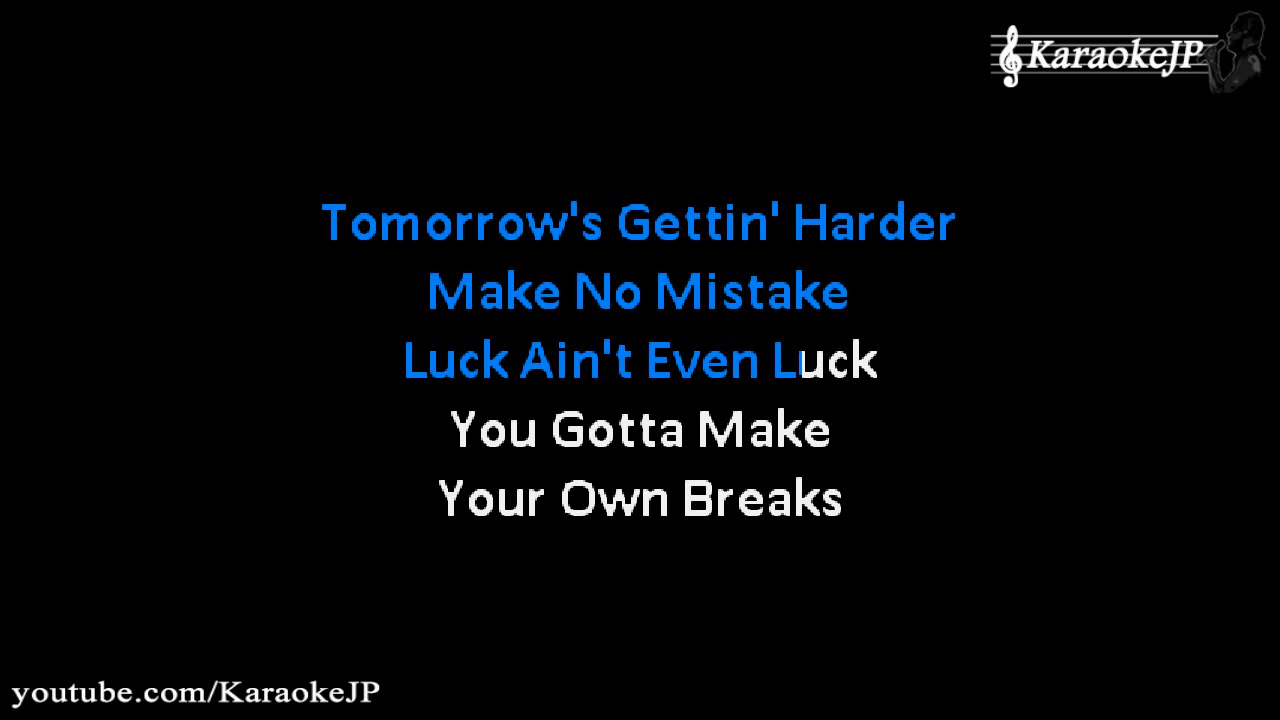 KaraokeJP
Tomorrow's Gettin' Harder
Make No Mistake
Luck Ain't Even Luck
You Gotta Make
Your Own Breaks
youtube.com/KaraokeJP